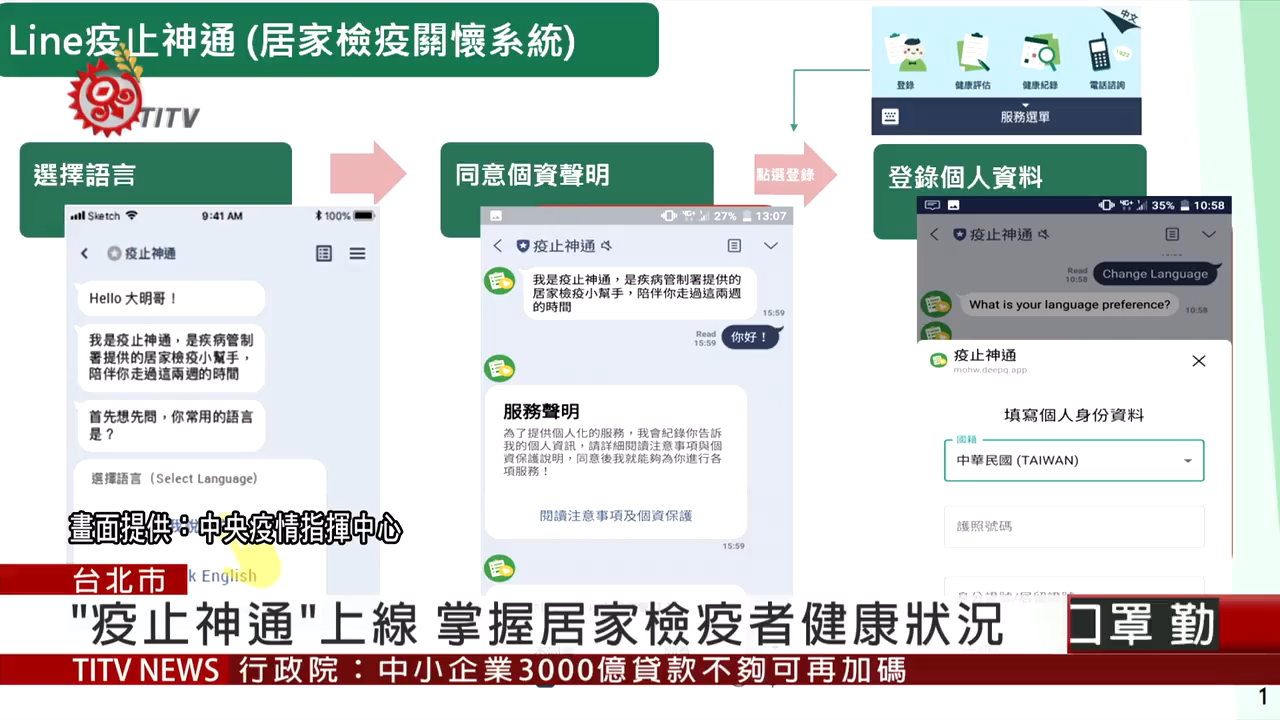 Line疫止神通 (居家檢疫關懷系統)
TITV
中文
登錄
健康評估
健康紀錄
電話諮詢
1922
服務選單
選擇語言
同意個資聲明
點選登錄
登錄個人資料
Sketch
9:41 AM
100%
疫止神通
Hello 大明哥！
我是疫止神通，是疾病管制
署提供的居家檢疫小幫手，
陪伴你走過這兩週的時間
首先想先問，你常用的語言
是？
選擇語言（Select Language）
k English
27%
13:07
疫止神通
我是疫止神通，是疾病管制署提供的
居家檢疫小幫手，陪伴你走過這兩週
的時間
15:59
Read
15:59
你好！
服務聲明
為了提供個人化的服務，我會紀錄你告訴
我的個人資訊，請詳細閱讀注意事項與個
資保護說明，同意後我就能夠為你進行各
項服務！
閱讀注意事項及個資保護
15:59
35%
10:58
疫止神通
Read
10:58
Change Language
What is your language preference?
10:58
疫止神通
mohw.deepq.app
填寫個人身份資料
國籍
中華民國 (TAIWAN)
護照號碼
畫面提供：中央疫情指揮中心
台北市
"疫止神通"上線 掌握居家檢疫者健康狀況
口罩 勤
TITV NEWS 行政院：中小企業3000億貸款不夠可再加碼
1